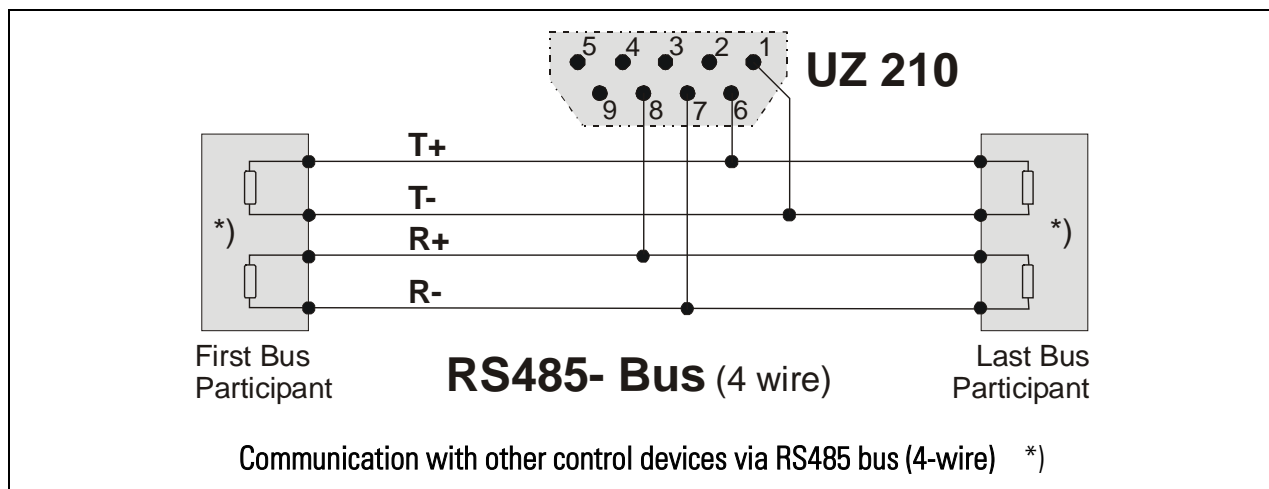 5 4 3 2 1
UZ 210
9 8 7 6
T+
T-
*)
*)
R+
R-
First Bus
Participant
RS485- Bus (4 wire)
Last Bus
Participant
Communication with other control devices via RS485 bus (4-wire) *)